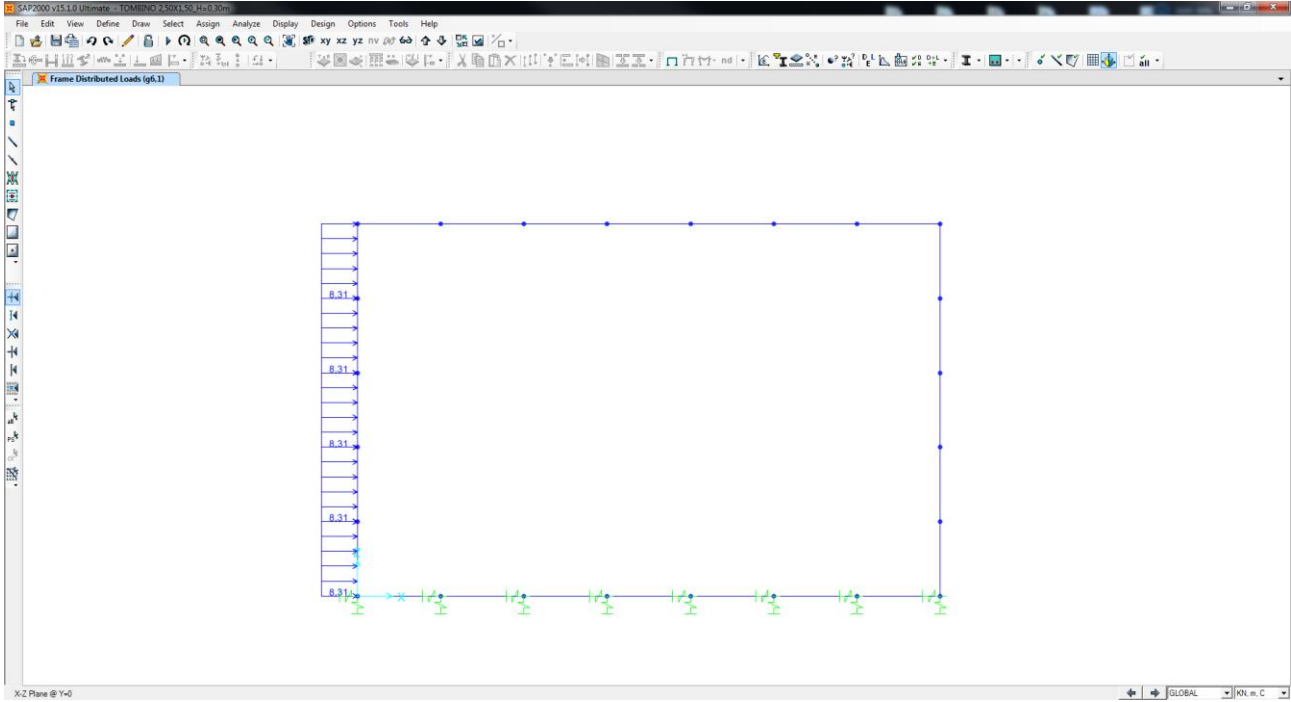 SAP2000 v15.1.0 Ultimate - TOMBINO 2,50X1,50_H=0,30m
File Edit View Define Draw Select Assign Analyze Display Design Options Tools Help
xy xz yz nv
nd
all
Frame Distributed Loads (g6,1)
8,31
8,31
8,31
8,31
8,31
X-Z Plane @ Y=0
GLOBAL
KN, m, C